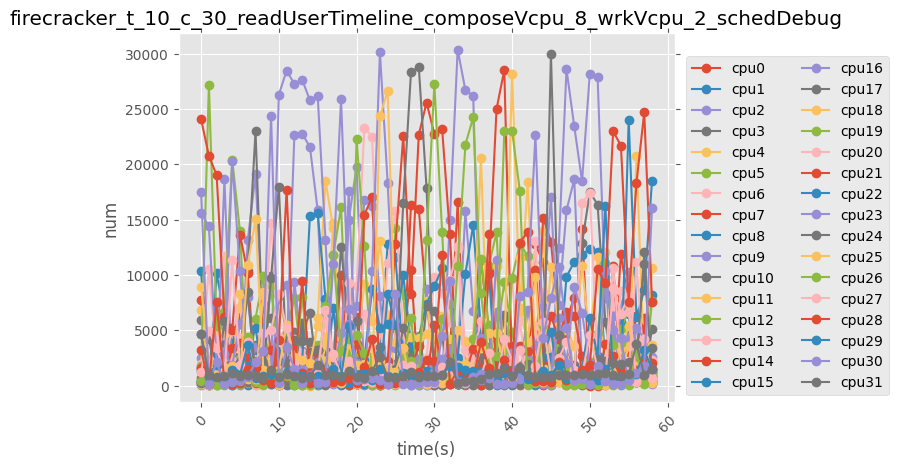 firecracker_t_10_c_30_readUserTimeline_composeVcpu_8_wrkVcpu_2_schedDebug
30000
25000
20000
15000
10000
5000
0
num
0
10
20
30
40
50
60
time(s)
cpu0
cpu1
cpu2
cpu3
cpu4
cpu5
cpu6
cpu7
cpu8
cpu9
cpu10
cpu11
cpu12
cpu13
cpu14
cpu15
cpu16
cpu17
cpu18
cpu19
cpu20
cpu21
cpu22
cpu23
cpu24
cpu25
cpu26
cpu27
cpu28
cpu29
cpu30
cpu31